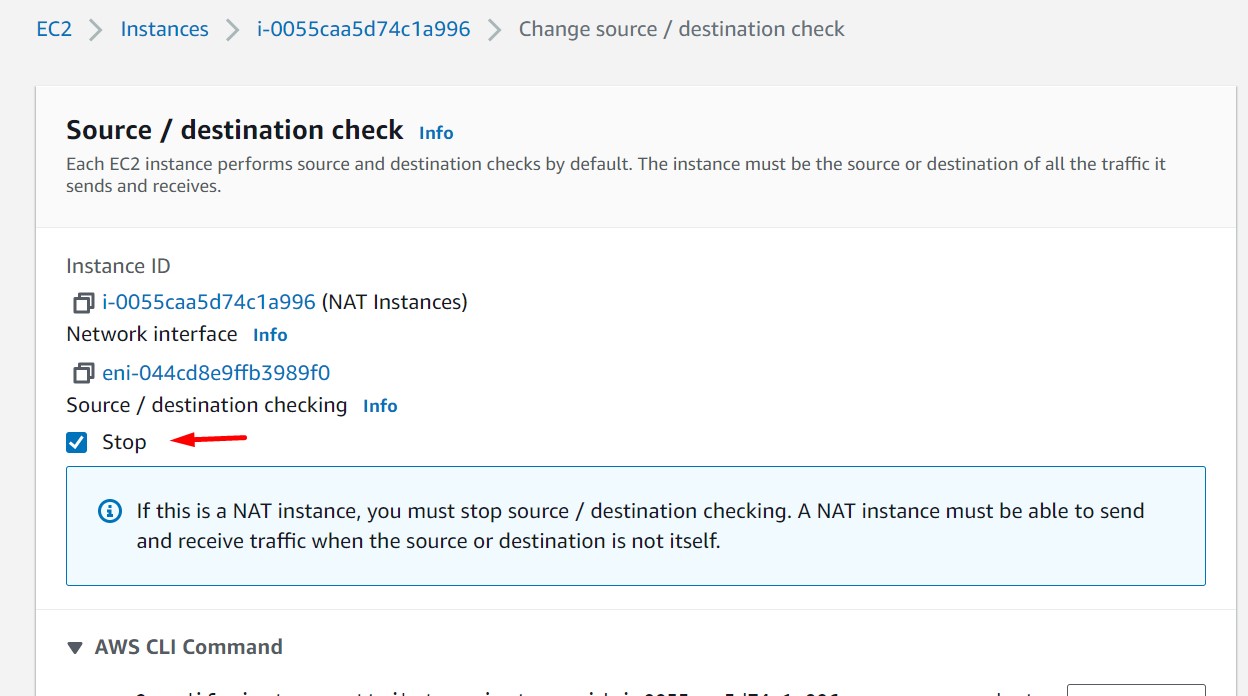 EC2 > Instances > i-0055caa5d74c1a996 > Change source / destination check
Source / destination check Info
Each EC2 instance performs source and destination checks by default. The instance must be the source or destination of all the traffic it
sends and receives.
Instance ID
i-0055caa5d74c1a996 (NAT Instances)
Network interface Info
eni-044cd8e9ffb3989f0
Source / destination checking Info
Stop
If this is a NAT instance, you must stop source / destination checking. A NAT instance must be able to send
and receive traffic when the source or destination is not itself.
AWS CLI Command